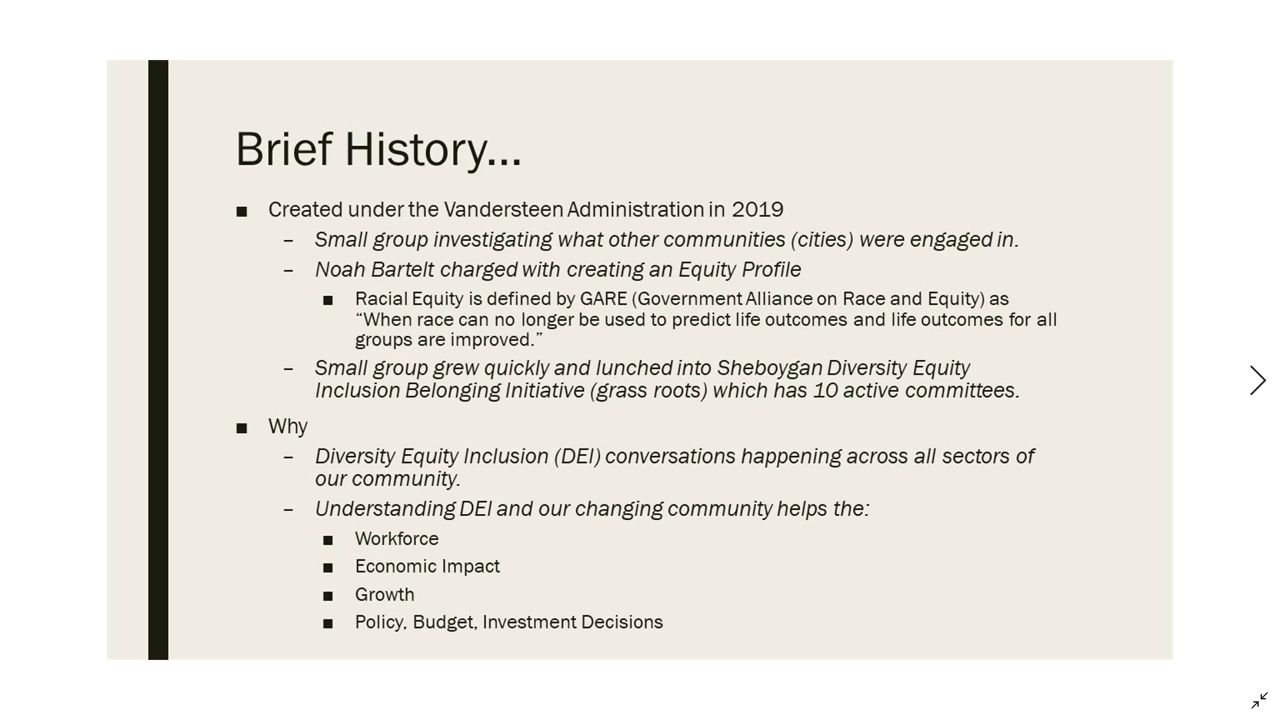 Brief History...
■ Created under the Vandersteen Administration in 2019
– Small group investigating what other communities (cities) were engaged in.
– Noah Bartelt charged with creating an Equity Profile
■ Racial Equity is defined by GARE (Government Alliance on Race and Equity) as
“When race can no longer be used to predict life outcomes and life outcomes for all
groups are improved.”
– Small group grew quickly and lunched into Sheboygan Diversity Equity
Inclusion Belonging Initiative (grass roots) which has 10 active committees.
■ Why
– Diversity Equity Inclusion (DEI) conversations happening across all sectors of
our community.
– Understanding DEI and our changing community helps the:
■ Workforce
■ Economic Impact
■ Growth
■ Policy, Budget, Investment Decisions